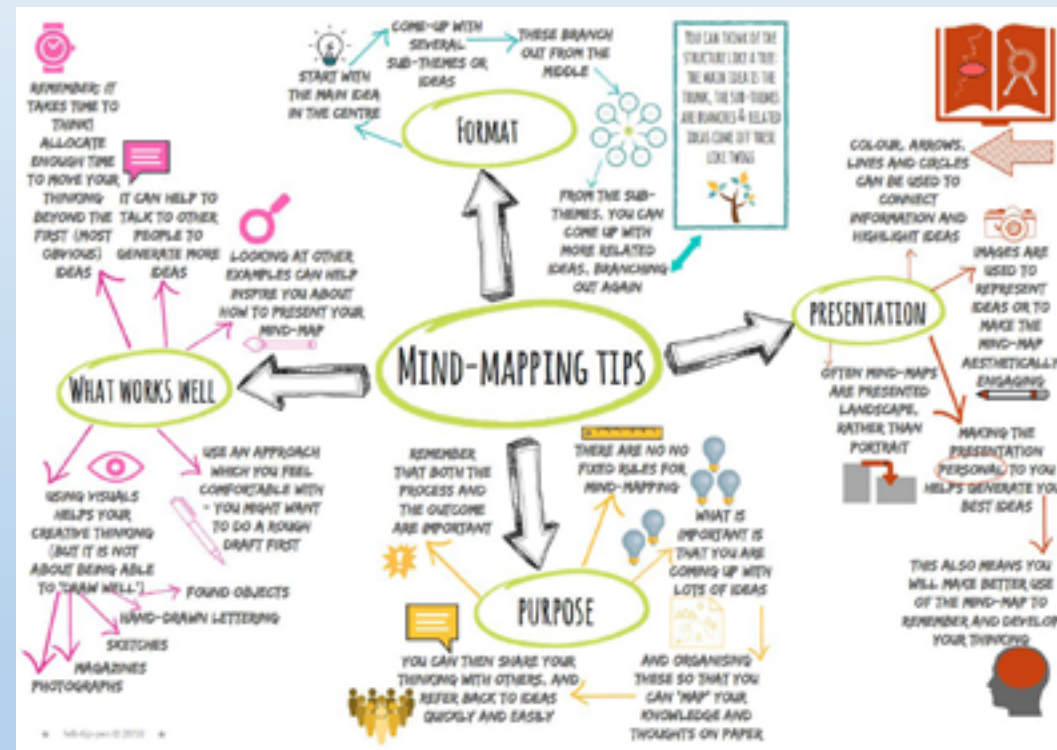 MIND-MAPPING TIPS
FORMAT
START WITH
THE MAIN IDEA
IN THE CENTRE
COME-UP WITH
SEVERAL
SUB-THEMES OR
IDEAS
THESE BRANCH
OUT FROM THE
MIDDLE
FROM THE SUB-
THEMES, YOU CAN
COME UP WITH
MORE RELATED
IDEAS, BRANCHING
OUT AGAIN
YOU CAN THINK OF THE
STRUCTURE LIKE A TREE:
THE MAIN IDEA IS THE
TRUNK, THE SUB-THEMES
ARE BRANCHES & RELATED
IDEAS COME OFF THESE
LIKE TWIGS
PRESENTATION
COLOUR, ARROWS,
LINES AND CIRCLES
CAN BE USED TO
CONNECT
INFORMATION AND
HIGHLIGHT IDEAS
IMAGES ARE
USED TO
REPRESENT
IDEAS OR TO
MAKE THE
MIND-MAP
AESTHETICALLY
ENGAGING
OFTEN MIND-MAPS
ARE PRESENTED
LANDSCAPE,
RATHER THAN
PORTRAIT
MAKING THE
PRESENTATION
PERSONAL TO YOU
HELPS GENERATE YOUR
BEST IDEAS
THIS ALSO MEANS YOU
WILL MAKE BETTER USE
OF THE MIND-MAP TO
REMEMBER AND DEVELOP
YOUR THINKING
PURPOSE
REMEMBER
THAT BOTH THE
PROCESS AND
THE OUTCOME
ARE IMPORTANT
THERE ARE NO NO
FIXED RULES FOR
MIND-MAPPING
WHAT IS
IMPORTANT IS
THAT YOU ARE
COMING UP WITH
LOTS OF IDEAS
AND ORGANISING
THESE SO THAT YOU
CAN 'MAP' YOUR
KNOWLEDGE AND
THOUGHTS ON PAPER
YOU CAN THEN SHARE YOUR
THINKING WITH OTHERS, AND
REFER BACK TO IDEAS
QUICKLY AND EASILY
WHAT WORKS WELL
REMEMBER: IT
TAKES TIME TO
THINK!
ALLOCATE
ENOUGH TIME
TO MOVE YOUR
THINKING
BEYOND THE
FIRST (MOST
OBVIOUS)
IDEAS
IT CAN HELP TO
TALK TO OTHER
PEOPLE TO
GENERATE MORE
IDEAS
LOOKING AT OTHER
EXAMPLES CAN HELP
INSPIRE YOU ABOUT
HOW TO PRESENT YOUR
MIND-MAP
USE AN APPROACH
WHICH YOU FEEL
COMFORTABLE WITH
- YOU MIGHT WANT
TO DO A ROUGH
DRAFT FIRST
USING VISUALS
HELPS YOUR
CREATIVE THINKING
(BUT IT IS NOT
ABOUT BEING ABLE
TO 'DRAW WELL')
FOUND OBJECTS
HAND-DRAWN LETTERING
SKETCHES
MAGAZINES
PHOTOGRAPHS